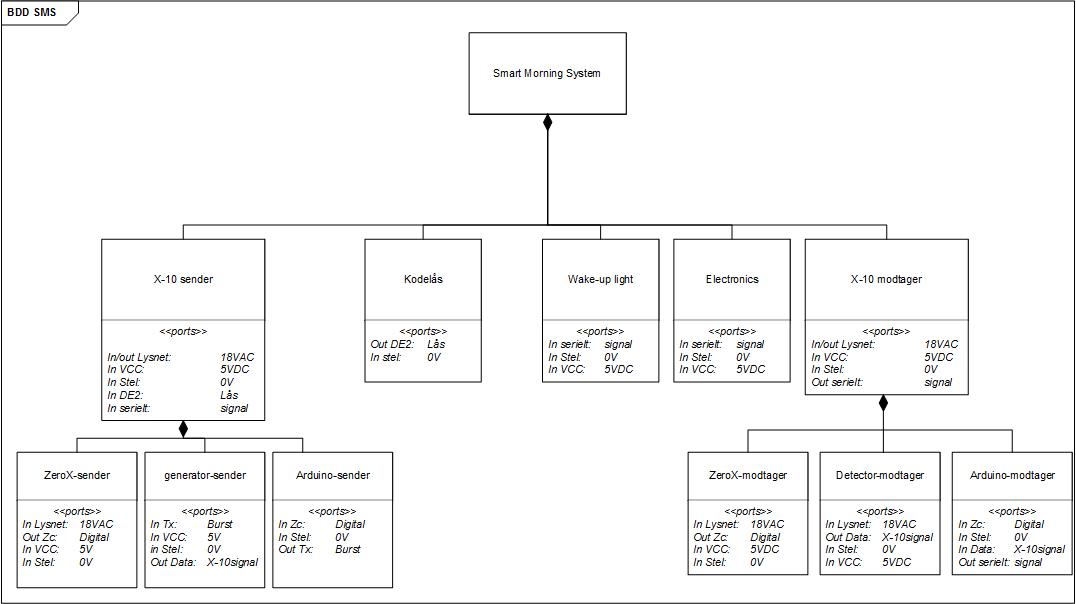 BDD SMS
Smart Morning System
X-10 sender
<<ports>>
In/out Lysnet: 18VAC
In VCC: 5VDC
In Stel: 0V
In DE2: Lås
In serielt: signal
Kodelås
<<ports>>
Out DE2: Lås
In stel: 0V
Wake-up light
<<ports>>
In serielt: signal
In Stel: 0V
In VCC: 5VDC
Electronics
<<ports>>
In serielt: signal
In Stel: 0V
In VCC: 5VDC
X-10 modtager
<<ports>>
In/out Lysnet: 18VAC
In VCC: 5VDC
In Stel: 0V
Out serielt: signal
ZeroX-sender
<<ports>>
In Lysnet: 18VAC
Out Zc: Digital
In VCC: 5V
In Stel: 0V
generator-sender
<<ports>>
In Tx: Burst
In VCC: 5V
in Stel: 0V
Out Data: X-10signal
Arduino-sender
<<ports>>
In Zc: Digital
In Stel: 0V
Out Tx: Burst
ZeroX-modtager
<<ports>>
In Lysnet: 18VAC
Out Zc: Digital
In VCC: 5VDC
In Stel: 0V
Detector-modtager
<<ports>>
In Lysnet: 18VAC
Out Data: X-10signal
In Stel: 0V
In VCC: 5VDC
Arduino-modtager
<<ports>>
In Zc: Digital
In Stel: 0V
In Data: X-10signal
Out serielt: signal